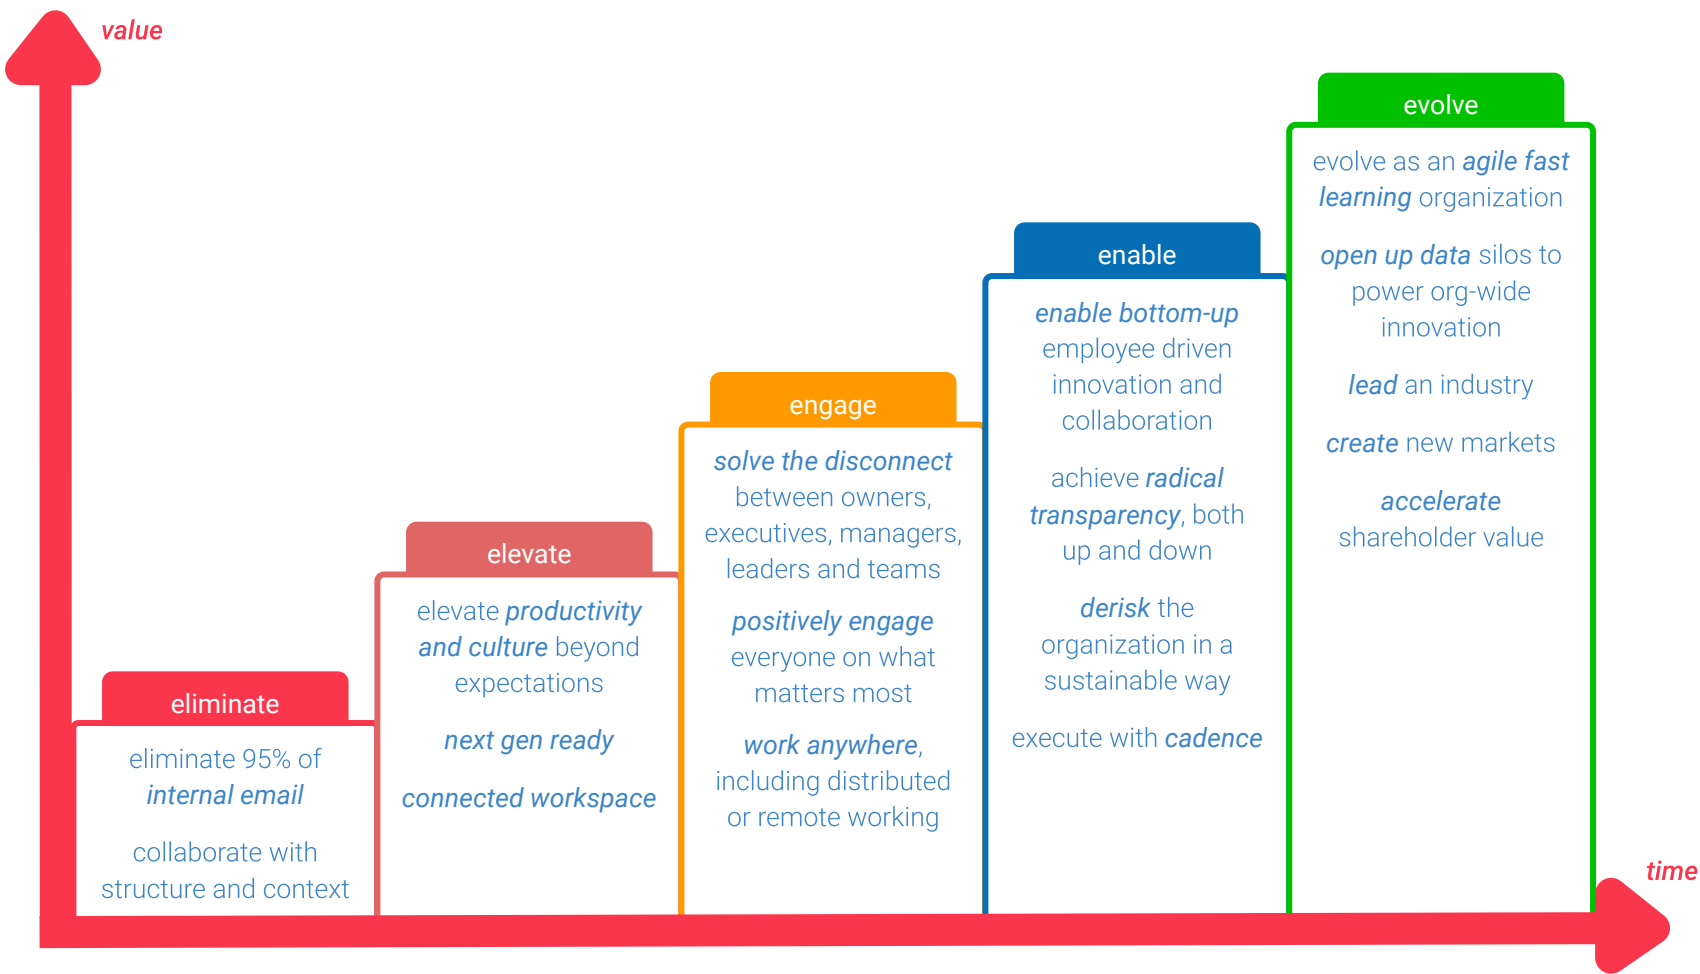 value
evolve
evolve as an agile fast
learning organization
open up data silos to
power org-wide
innovation
lead an industry
create new markets
accelerate
shareholder value
enable
enable bottom-up
employee driven
innovation and
collaboration
achieve radical
transparency, both
up and down
derisk the
organization in a
sustainable way
execute with cadence
engage
solve the disconnect
between owners,
executives, managers,
leaders and teams
positively engage
everyone on what
matters most
work anywhere,
including distributed
or remote working
elevate
elevate productivity
and culture beyond
expectations
next gen ready
connected workspace
eliminate
eliminate 95% of
internal email
collaborate with
structure and context
time